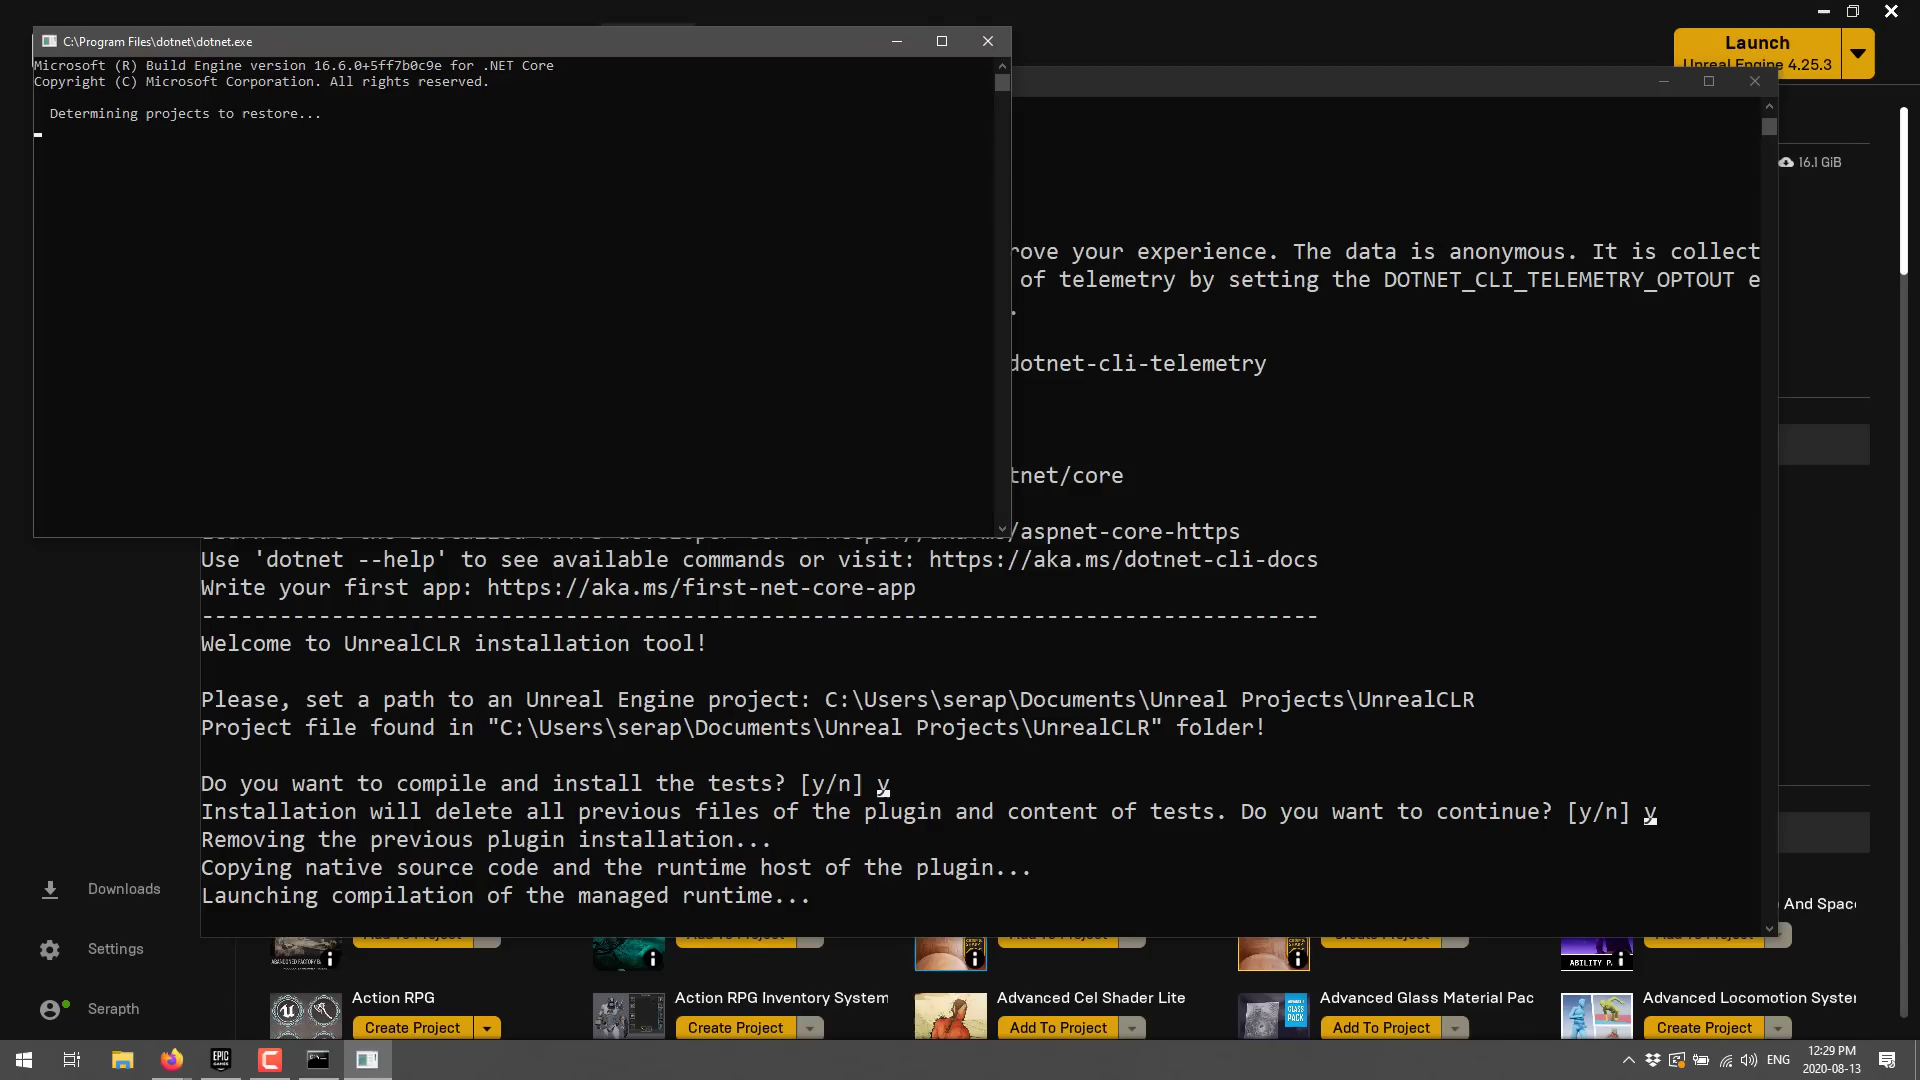 C:\Program Files\dotnet\dotnet.exe
Microsoft (R) Build Engine version 16.6.0+5ff7b0c9e for .NET Core
Copyright (C) Microsoft Corporation. All rights reserved.
Determining projects to restore...
Launch
Unreal Engine 4.25.3
16.1 GiB
rove your experience. The data is anonymous. It is collect
of telemetry by setting the DOTNET_CLI_TELEMETRY_OPTOUT e
.
dotnet-cli-telemetry
tnet/core
/aspnet-core-https
Use 'dotnet --help' to see available commands or visit: https://aka.ms/dotnet-cli-docs
Write your first app: https://aka.ms/first-net-core-app
--------------------------------------------------------------------------------------
Welcome to UnrealCLR installation tool!
Please, set a path to an Unreal Engine project: C:\Users\serap\Documents\Unreal Projects\UnrealCLR
Project file found in "C:\Users\serap\Documents\Unreal Projects\UnrealCLR" folder!
Do you want to compile and install the tests? [y/n] y
Installation will delete all previous files of the plugin and content of tests. Do you want to continue? [y/n] y
Removing the previous plugin installation...
Copying native source code and the runtime host of the plugin...
Launching compilation of the managed runtime...
Downloads
Settings
Serapth
And Space
ABILITY P.
Action RPG
Create Project
Action RPG Inventory System
Create Project
Advanced Cel Shader Lite
Add To Project
Advanced Glass Material Pac
Add To Project
Advanced Locomotion System
Create Project
GLASS PACK
EPIC GAMES
ENG
12:29 PM
2020-08-13